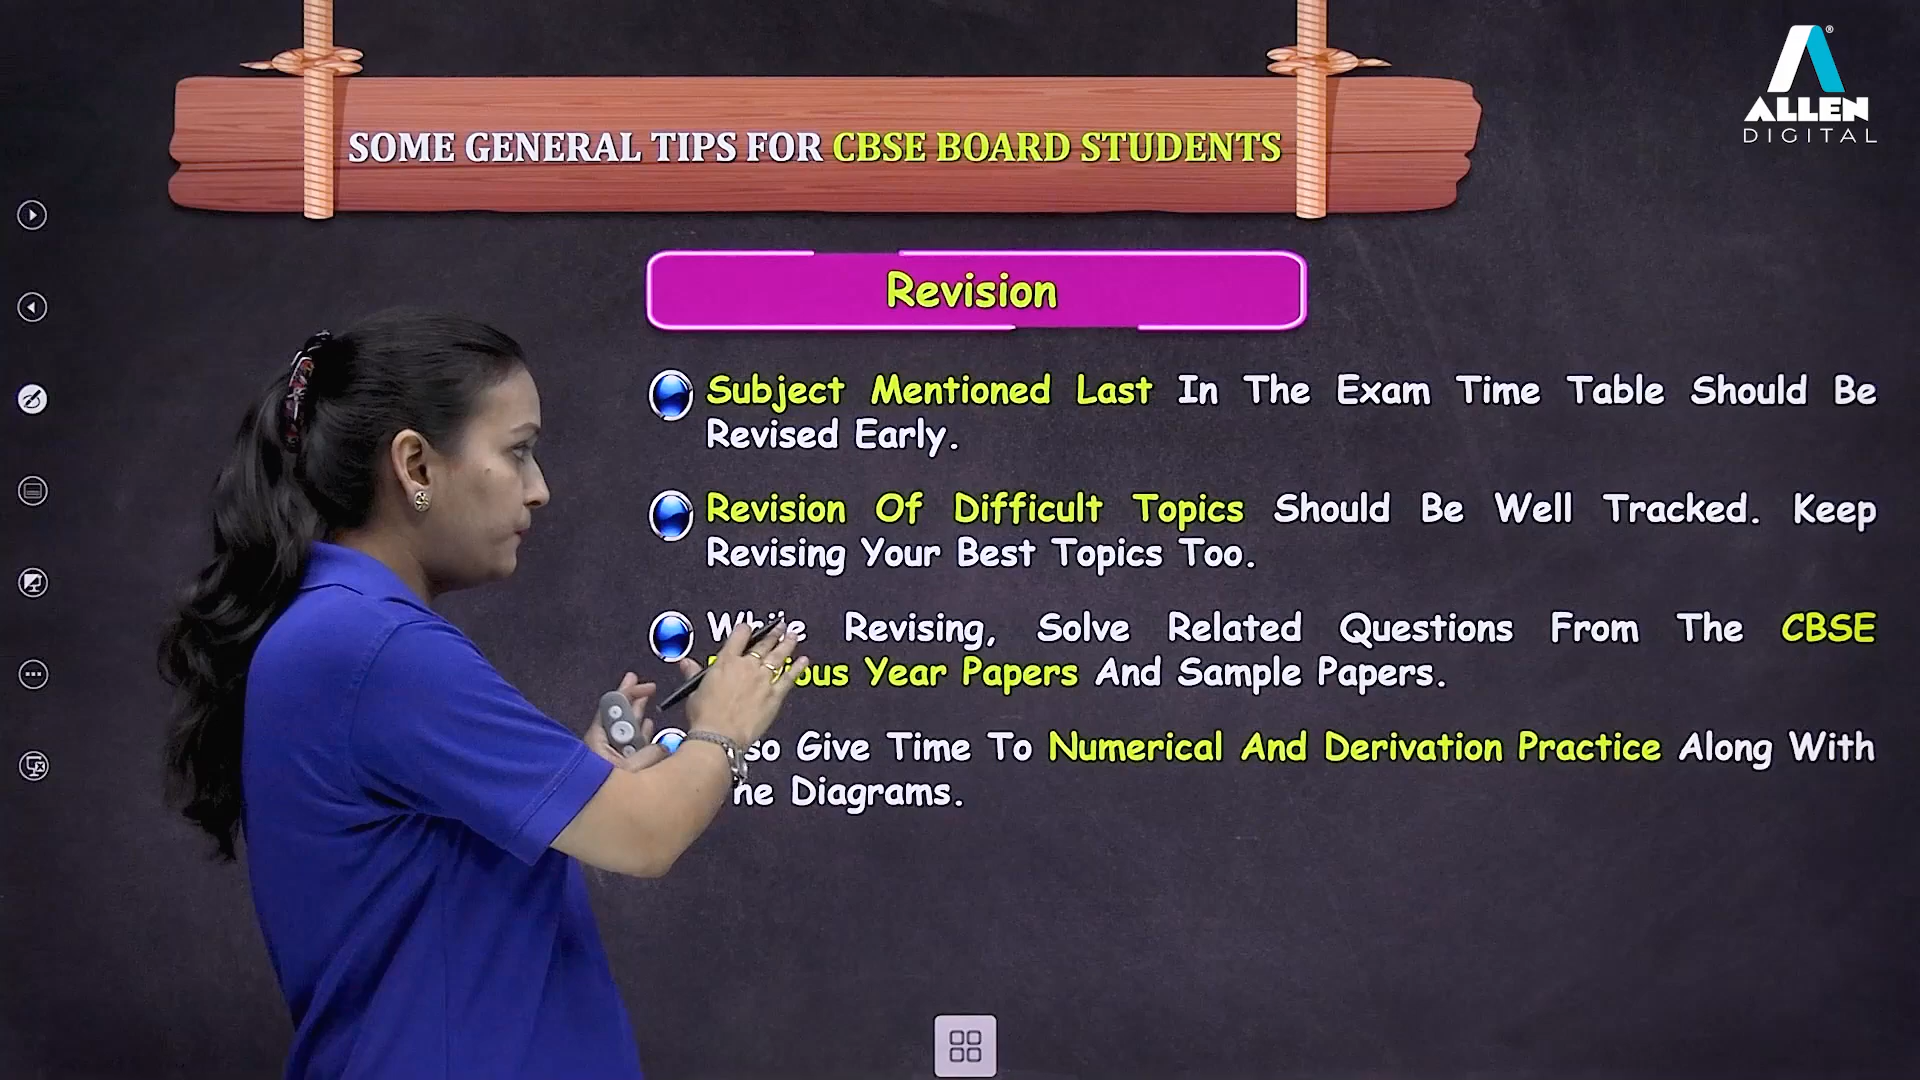 ALLEN
DIGITAL
SOME GENERAL TIPS FOR CBSE BOARD STUDENTS
Revision
Subject Mentioned Last In The Exam Time Table Should Be
Revised Early.
Revision Of Difficult Topics Should Be Well Tracked. Keep
Revising Your Best Topics Too.
While Revising, Solve Related Questions From The CBSE
Year Papers And Sample Papers.
Give Time To Numerical And Derivation Practice Along With
Diagrams.